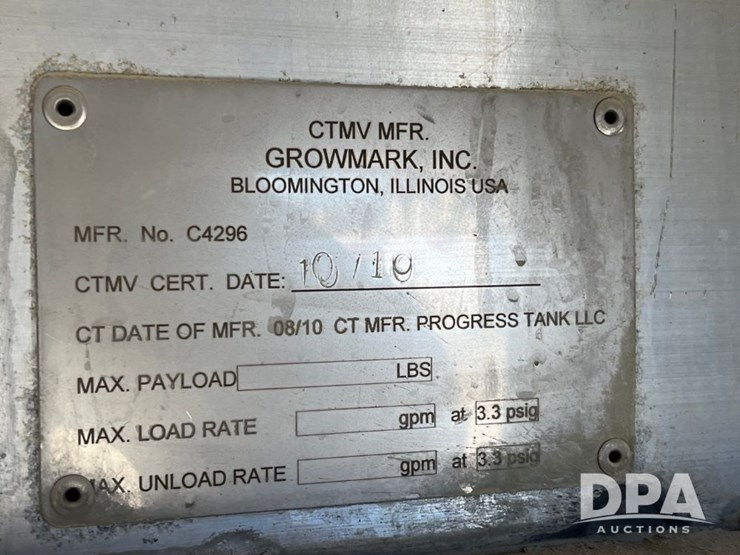 CTMV MFR.
GROWMARK, INC.
BLOOMINGTON, ILLINOIS USA
MFR. No. C4296
CTMV CERT. DATE: 10/10
CT DATE OF MFR. 08/10 CT MFR. PROGRESS TANK LLC
MAX. PAYLOAD LBS
MAX. LOAD RATE gpm at 3.3 psig
MAX. UNLOAD RATE gpm at 3.3 psig
DPA
AUCTIONS